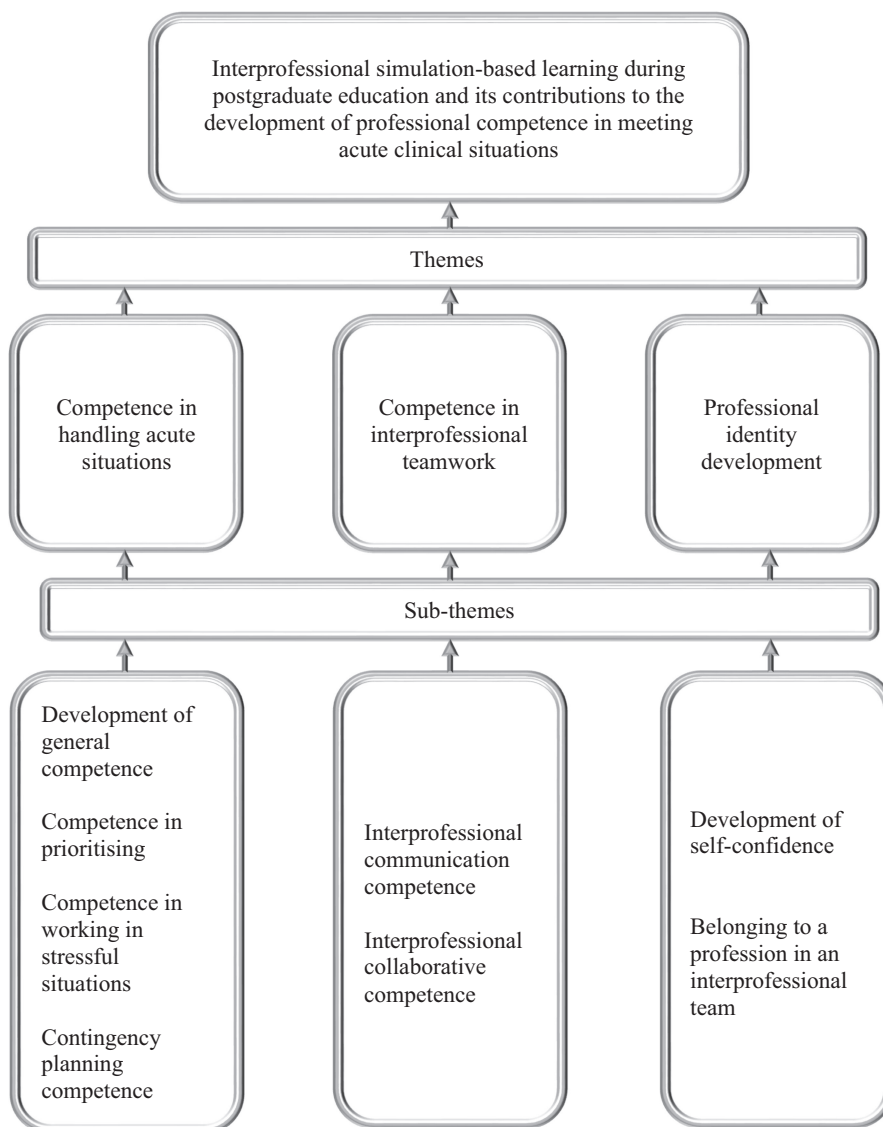 Interprofessional simulation-based learning during
postgraduate education and its contributions to the
development of professional competence in meeting
acute clinical situations
Themes
Competence in
handling acute
situations
Competence in
interprofessional
teamwork
Professional
identity
development
Sub-themes
Development of
general
competence
Competence in
prioritising
Competence in
working in
stressful
situations
Contingency
planning
competence
Interprofessional
communication
competence
Interprofessional
collaborative
competence
Development of
self-confidence
Belonging to a
profession in an
interprofessional
team